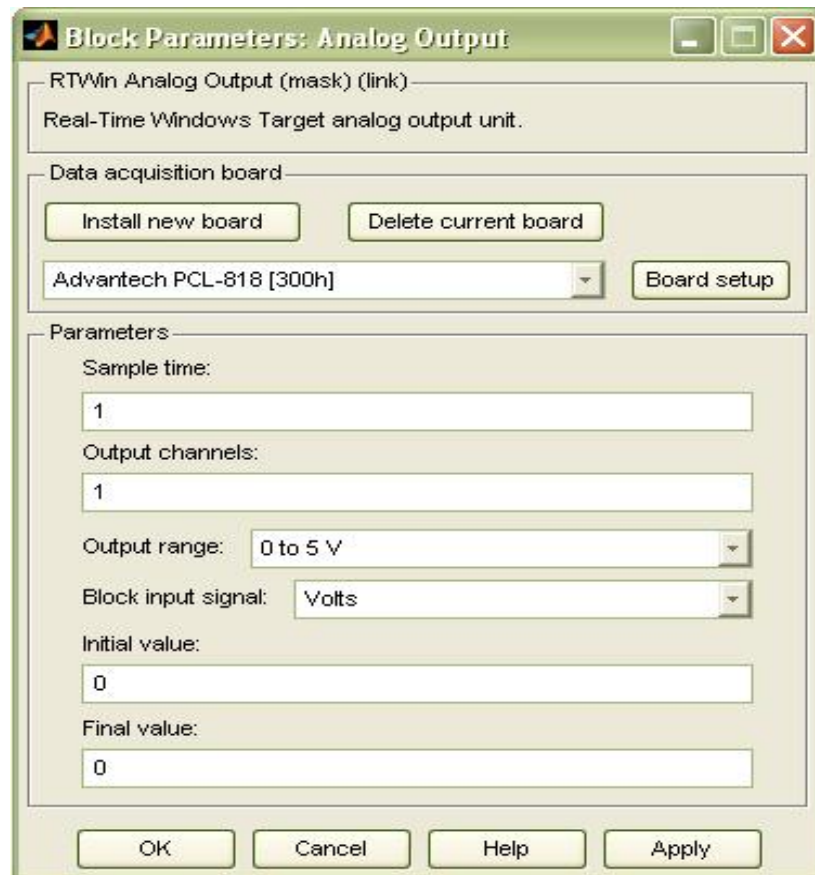 Block Parameters: Analog Output
RTWin Analog Output (mask) (link)
Real-Time Windows Target analog output unit.
Data acquisition board
Install new board
Delete current board
Advantech PCL-818 [300h]
Board setup
Parameters
Sample time:
1
Output channels:
1
Output range: 0 to 5 V
Block input signal: Volts
Initial value:
0
Final value:
0
OK Cancel Help Apply